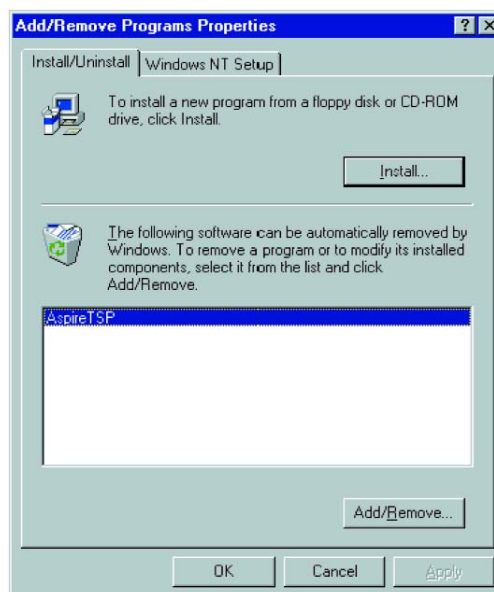 Add/Remove Programs Properties
Install/Uninstall
Windows NT Setup
To install a new program from a floppy disk or CD-ROM
drive, click Install.
Install...
The following software can be automatically removed by
Windows. To remove a program or to modify its installed
components, select it from the list and click
Add/Remove.
AspireTSP
Add/Remove...
OK
Cancel
Apply